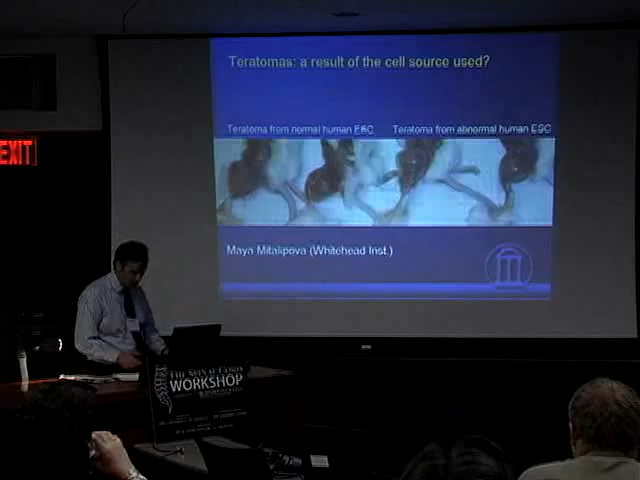 Teratomas: a result of the cell source used?
Teratoma from normal human ESC
Teratoma from abnormal human ESC
Maya Mitalipova (Whitehead Inst.)
EXIT
THE SPINAL CORD
WORKSHOP